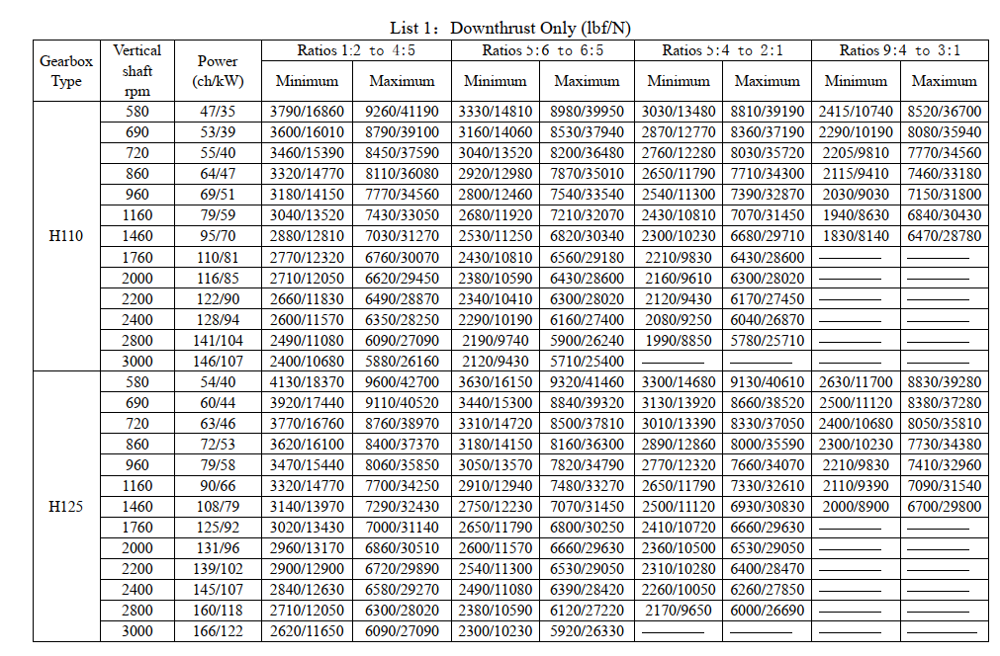 List 1：Downthrust Only (lbf/N)
Gearbox Type | Vertical shaft rpm | Power (ch/kW) | Ratios 1:2 to 4:5 | Ratios 5:6 to 6:5 | Ratios 5:4 to 2:1 | Ratios 9:4 to 3:1
Minimum | Maximum | Minimum | Maximum | Minimum | Maximum | Minimum | Maximum
H110
580 | 47/35 | 3790/16860 | 9260/41190 | 3330/14810 | 8980/39950 | 3030/13480 | 8810/39190 | 2415/10740 | 8520/36700
690 | 53/39 | 3600/16010 | 8790/39100 | 3160/14060 | 8530/37940 | 2870/12770 | 8360/37190 | 2290/10190 | 8080/35940
720 | 55/40 | 3460/15390 | 8450/37590 | 3040/13520 | 8200/36480 | 2760/12280 | 8030/35720 | 2205/9810 | 7770/34560
860 | 64/47 | 3320/14770 | 8110/36080 | 2920/12980 | 7870/35010 | 2650/11790 | 7710/34300 | 2115/9410 | 7460/33180
960 | 69/51 | 3180/14150 | 7770/34560 | 2800/12460 | 7540/33540 | 2540/11300 | 7390/32870 | 2030/9030 | 7150/31800
1160 | 79/59 | 3040/13520 | 7430/33050 | 2680/11920 | 7210/32070 | 2430/10810 | 7070/31450 | 1940/8630 | 6840/30430
1460 | 95/70 | 2880/12810 | 7030/31270 | 2530/11250 | 6820/30340 | 2300/10230 | 6680/29710 | 1830/8140 | 6470/28780
1760 | 110/81 | 2770/12320 | 6760/30070 | 2430/10810 | 6560/29180 | 2210/9830 | 6430/28600 | —— | ——
2000 | 116/85 | 2710/12050 | 6620/29450 | 2380/10590 | 6430/28600 | 2160/9610 | 6300/28020 | —— | ——
2200 | 122/90 | 2660/11830 | 6490/28870 | 2340/10410 | 6300/28020 | 2120/9430 | 6170/27450 | —— | ——
2400 | 128/94 | 2600/11570 | 6350/28250 | 2290/10190 | 6160/27400 | 2080/9250 | 6040/26870 | —— | ——
2800 | 141/104 | 2490/11080 | 6090/27090 | 2190/9740 | 5900/26240 | 1990/8850 | 5780/25710 | —— | ——
3000 | 146/107 | 2400/10680 | 5880/26160 | 2120/9430 | 5710/25400 | —— | —— | —— | ——
H125
580 | 54/40 | 4130/18370 | 9600/42700 | 3630/16150 | 9320/41460 | 3300/14680 | 9130/40610 | 2630/11700 | 8830/39280
690 | 60/44 | 3920/17440 | 9110/40520 | 3440/15300 | 8840/39320 | 3130/13920 | 8660/38520 | 2500/11120 | 8380/37280
720 | 63/46 | 3770/16760 | 8760/38970 | 3310/14720 | 8500/37810 | 3010/13390 | 8330/37050 | 2400/10680 | 8050/35810
860 | 72/53 | 3620/16100 | 8400/37370 | 3180/14150 | 8160/36300 | 2890/12860 | 8000/35590 | 2300/10230 | 7730/34380
960 | 79/58 | 3470/15440 | 8060/35850 | 3050/13570 | 7820/34790 | 2770/12320 | 7660/34070 | 2210/9830 | 7410/32960
1160 | 90/66 | 3320/14770 | 7700/34250 | 2910/12940 | 7480/33270 | 2650/11790 | 7330/32610 | 2110/9390 | 7090/31540
1460 | 108/79 | 3140/13970 | 7290/32430 | 2750/12230 | 7070/31450 | 2500/11120 | 6930/30830 | 2000/8900 | 6700/29800
1760 | 125/92 | 3020/13430 | 7000/31140 | 2650/11790 | 6800/30250 | 2410/10720 | 6660/29630 | —— | ——
2000 | 131/96 | 2960/13170 | 6860/30510 | 2600/11570 | 6660/29630 | 2360/10500 | 6530/29050 | —— | ——
2200 | 139/102 | 2900/12900 | 6720/29890 | 2540/11300 | 6529/29050 | 2310/10280 | 6400/28470 | —— | ——
2400 | 145/107 | 2840/12630 | 6580/29270 | 2490/11080 | 6390/28420 | 2260/10050 | 6260/27850 | —— | ——
2800 | 160/118 | 2710/12050 | 6300/28020 | 2380/10590 | 6120/27220 | 2170/9650 | 6000/26690 | —— | ——
3000 | 166/122 | 2620/11650 | 6090/27090 | 2300/10230 | 5920/26330 | —— | —— | —— | ——